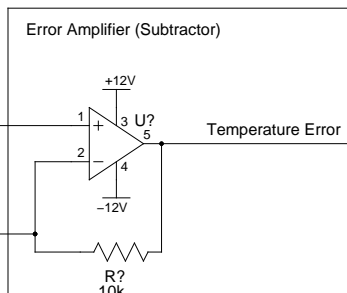 Error Amplifier (Subtractor)
+12V
1
3
U?
+
5
Temperature Error
2
−
4
−12V
R?
10k